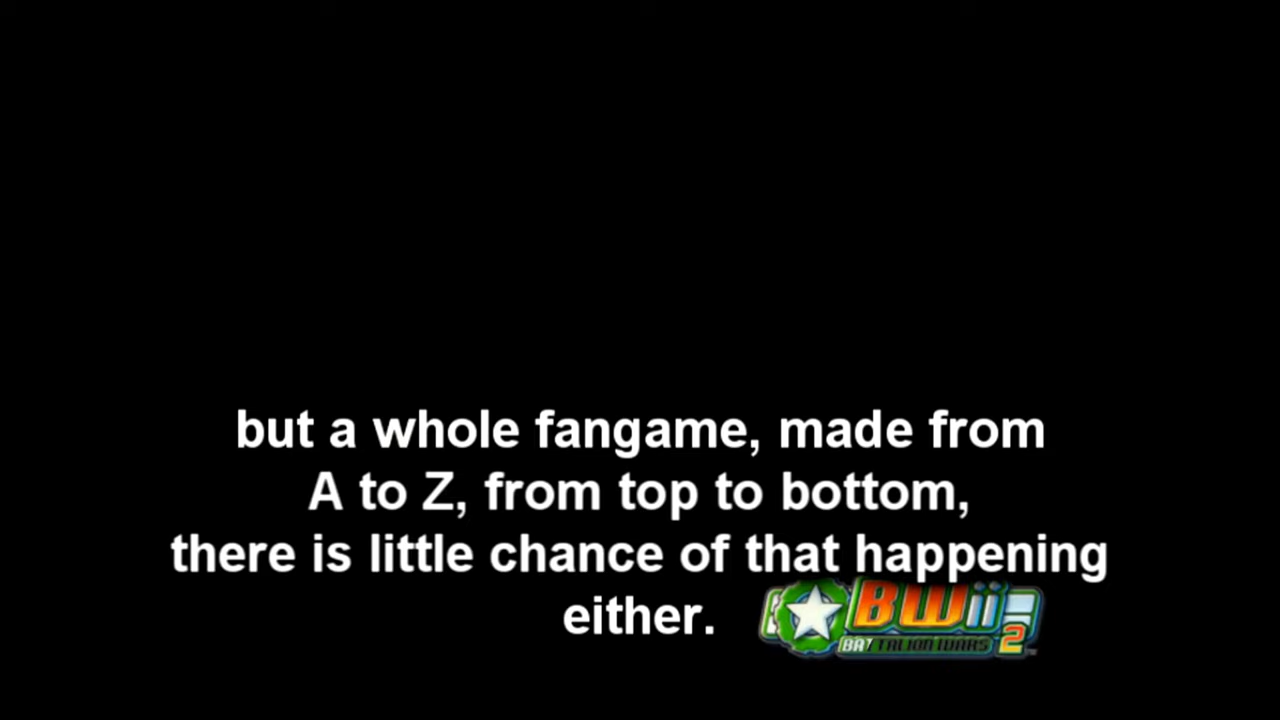 but a whole fangame, made from
A to Z, from top to bottom,
there is little chance of that happening
either.
BWii
BATTALION WARS 2